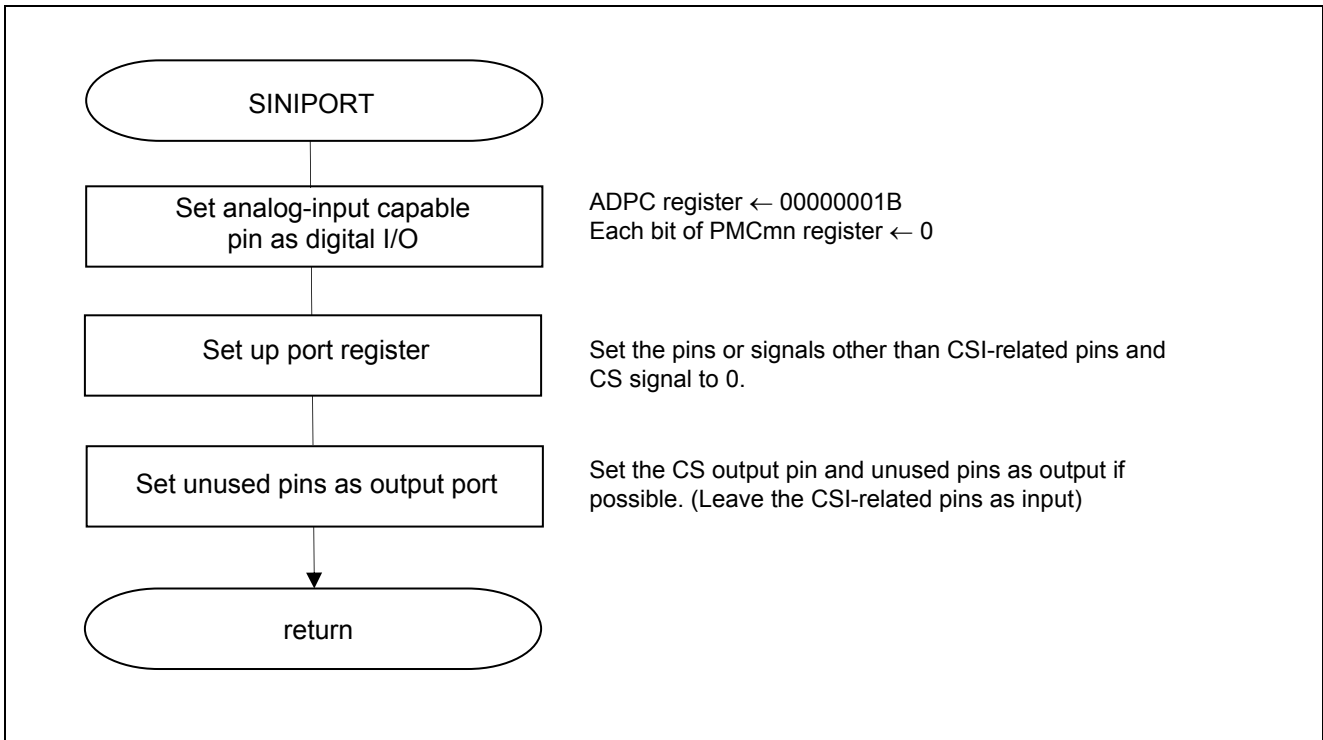 SINIPORT
Set analog-input capable
pin as digital I/O
ADPC register ← 00000001B
Each bit of PMCmn register ← 0
Set up port register
Set the pins or signals other than CSI-related pins and
CS signal to 0.
Set unused pins as output port
Set the CS output pin and unused pins as output if
possible. (Leave the CSI-related pins as input)
return